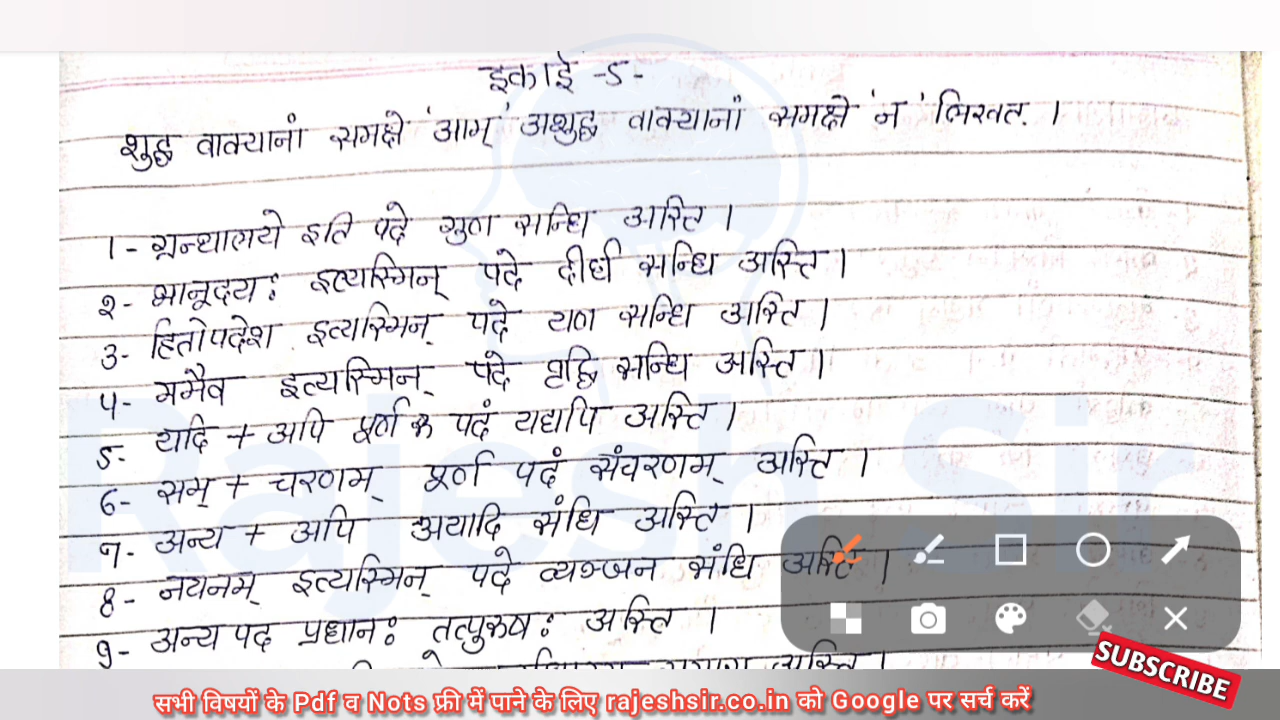 इकाई -5-
शुद्ध वाक्यानां समक्षे 'आम्' अशुद्ध वाक्यानां समक्षे 'न' लिखत् ।
1- ग्रन्थालये इति पदे गुण सन्धि अस्ति ।
2- भानूदयः इत्यस्मिन् पदे दीर्घ सन्धि अस्ति ।
3- हितोपदेश इत्यस्मिन् पदे यण सन्धि अस्ति ।
4- ममैव इत्यस्मिन् पदे वृद्धि सन्धि अस्ति ।
5- यदि + अपि पूर्ण पदं यद्यपि अस्ति ।
6- सम् + चरणम् पूर्ण पदं संचरणम् अस्ति ।
7- अन्य + अपि अयादि संधि अस्ति ।
8- नयनम् इत्यस्मिन् पदे व्यञ्जन संधि अस्ति ।
9- अन्य पद प्रधानः तत्पुरुषः अस्ति ।
अस्ति ।
Rajesh Sir
SUBSCRIBE
सभी विषयों के Pdf व Nots फ्री में पाने के लिए rajeshsir.co.in को Google पर सर्च करें